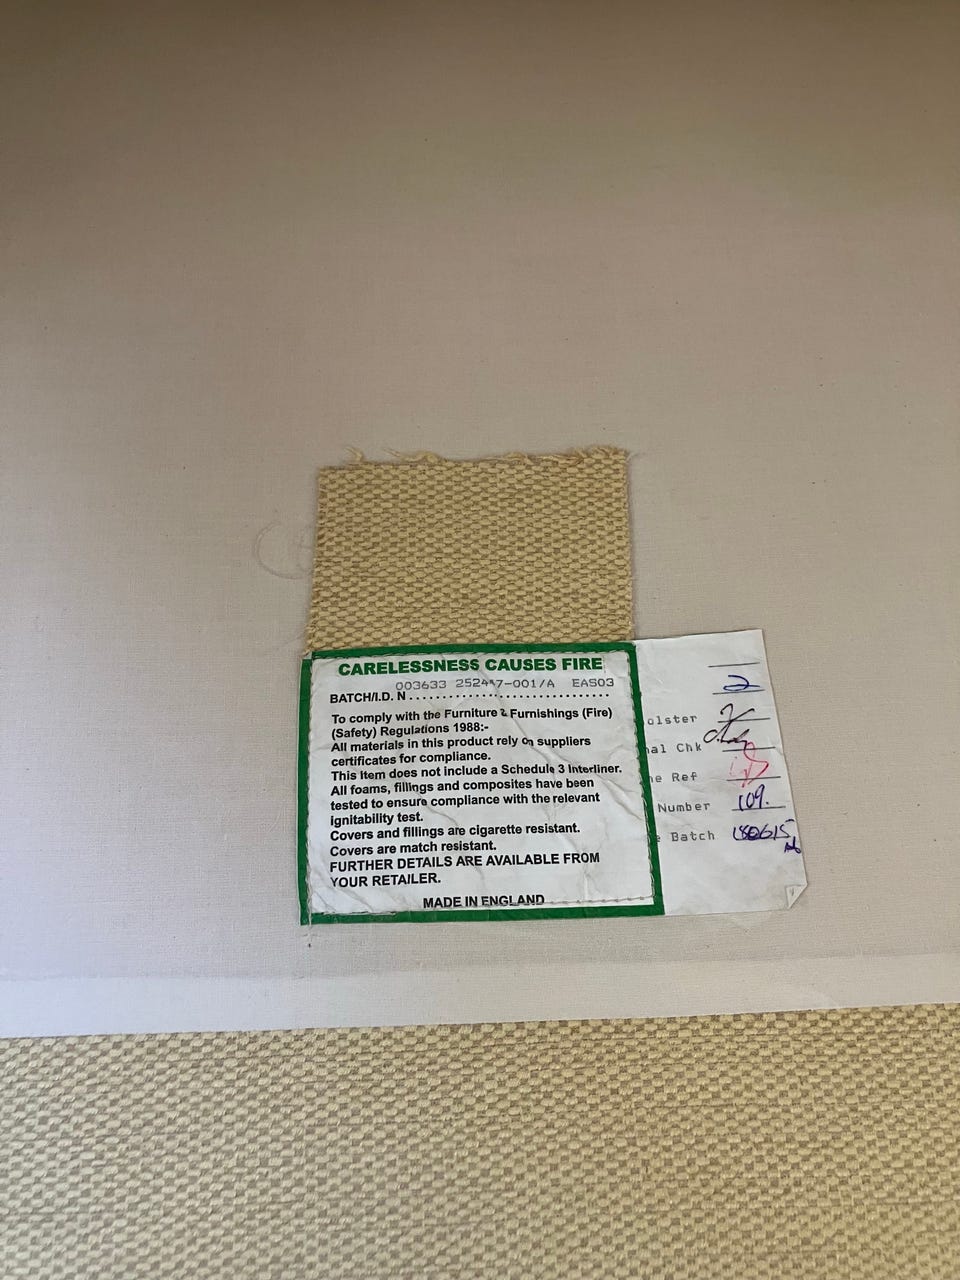 CARELESSNESS CAUSES FIRE
003633 -001/A EAS03
BATCH/I.D. N
To comply with the Furniture & Furnishings (Fire)
(Safety) Regulations 1988:-
All materials in this product rely on suppliers
certificates for compliance.
This item does not include a Schedule 3 Interliner.
All foams, fillings and composites have been
tested to ensure compliance with the relevant
ignitability test.
Covers and fillings are cigarette resistant.
Covers are match resistant.
FURTHER DETAILS ARE AVAILABLE FROM
YOUR RETAILER.
MADE IN ENGLAND
2
olster
nal Chk
e Ref
Number 109.
e Batch 180615